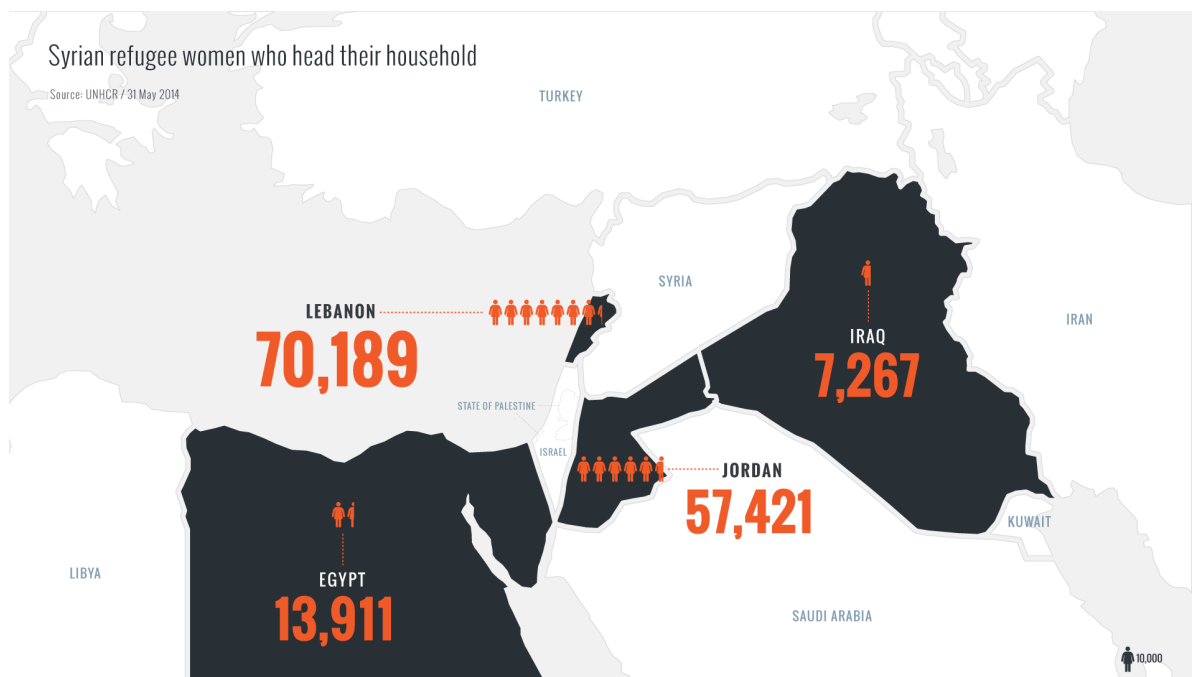 Syrian refugee women who head their household
Source: UNHCR / 31 May 2014
TURKEY
SYRIA
LEBANON
70,189
IRAQ
7,267
IRAN
STATE OF PALESTINE
ISRAEL
JORDAN
57,421
KUWAIT
EGYPT
13,911
LIBYA
SAUDI ARABIA
10,000